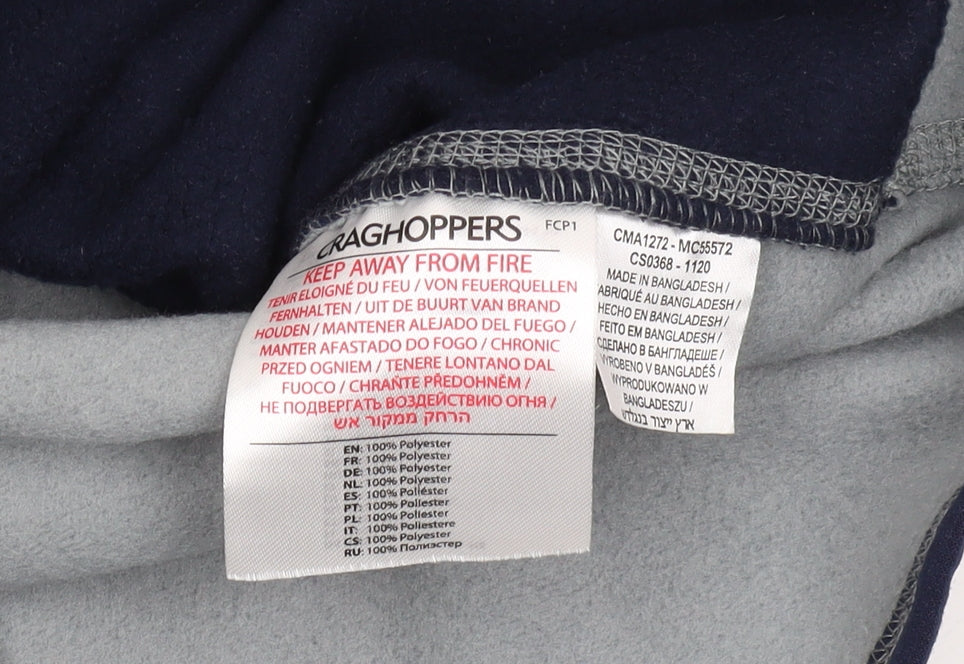 CRAGHOPPERS FCP1
KEEP AWAY FROM FIRE
TENIR ELOIGNÉ DU FEU / VON FEUERQUELLEN
FERNHALTEN / UIT DE BUURT VAN BRAND
HOUDEN / MANTENER ALEJADO DEL FUEGO /
MANTER AFASTADO DO FOGO / CHRONIC
PRZED OGNIEM / TENERE LONTANO DAL
FUOCO / CHRAŇTE PŘEDOHNĚM /
НЕ ПОДВЕРГАТЬ ВОЗДЕЙСТВИЮ ОГНЯ /
הרחק ממקור אש
EN: 100% Polyester
FR: 100% Polyester
DE: 100% Polyester
NL: 100% Polyester
ES: 100% Poliéster
PT: 100% Poliester
PL: 100% Poliester
IT: 100% Poliestere
CS: 100% Polyester
RU: 100% Полиэстер
CMA1272 - MC55572
CS0368 - 1120
MADE IN BANGLADESH /
FABRIQUÉ AU BANGLADESH /
HECHO EN BANGLADESH /
FEITO EM BANGLADESH /
СДЕЛАНО В БАНГЛАДЕШЕ /
VYROBENO V BANGLADÉŠ /
WYPRODUKOWANO W
BANGLADESZU /
ארץ ייצור בנגלדש